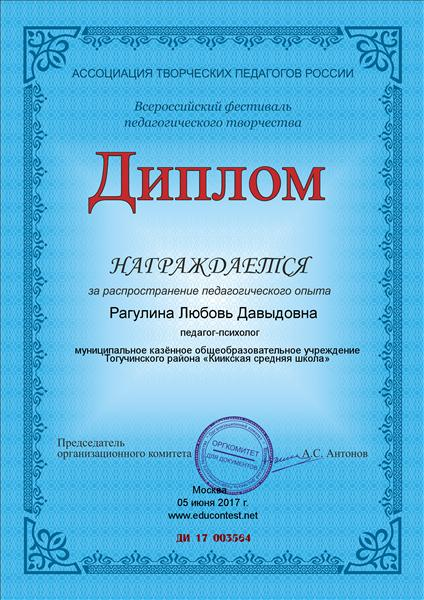 АССОЦИАЦИЯ ТВОРЧЕСКИХ ПЕДАГОГОВ РОССИИ
Всероссийский фестиваль
педагогического творчества
Диплом
НАГРАЖДАЕТСЯ
за распространение педагогического опыта
Рагулина Любовь Давыдовна
педагог-психолог
муниципальное казённое общеобразовательное учреждение
Тогучинского района «Киикская средняя школа»
Председатель
организационного комитета
А.С. Антонов
ОРГКОМИТЕТ
ДЛЯ ДОКУМЕНТОВ
Москва
05 июня 2017 г.
www.educontest.net
ДИ 17 003564